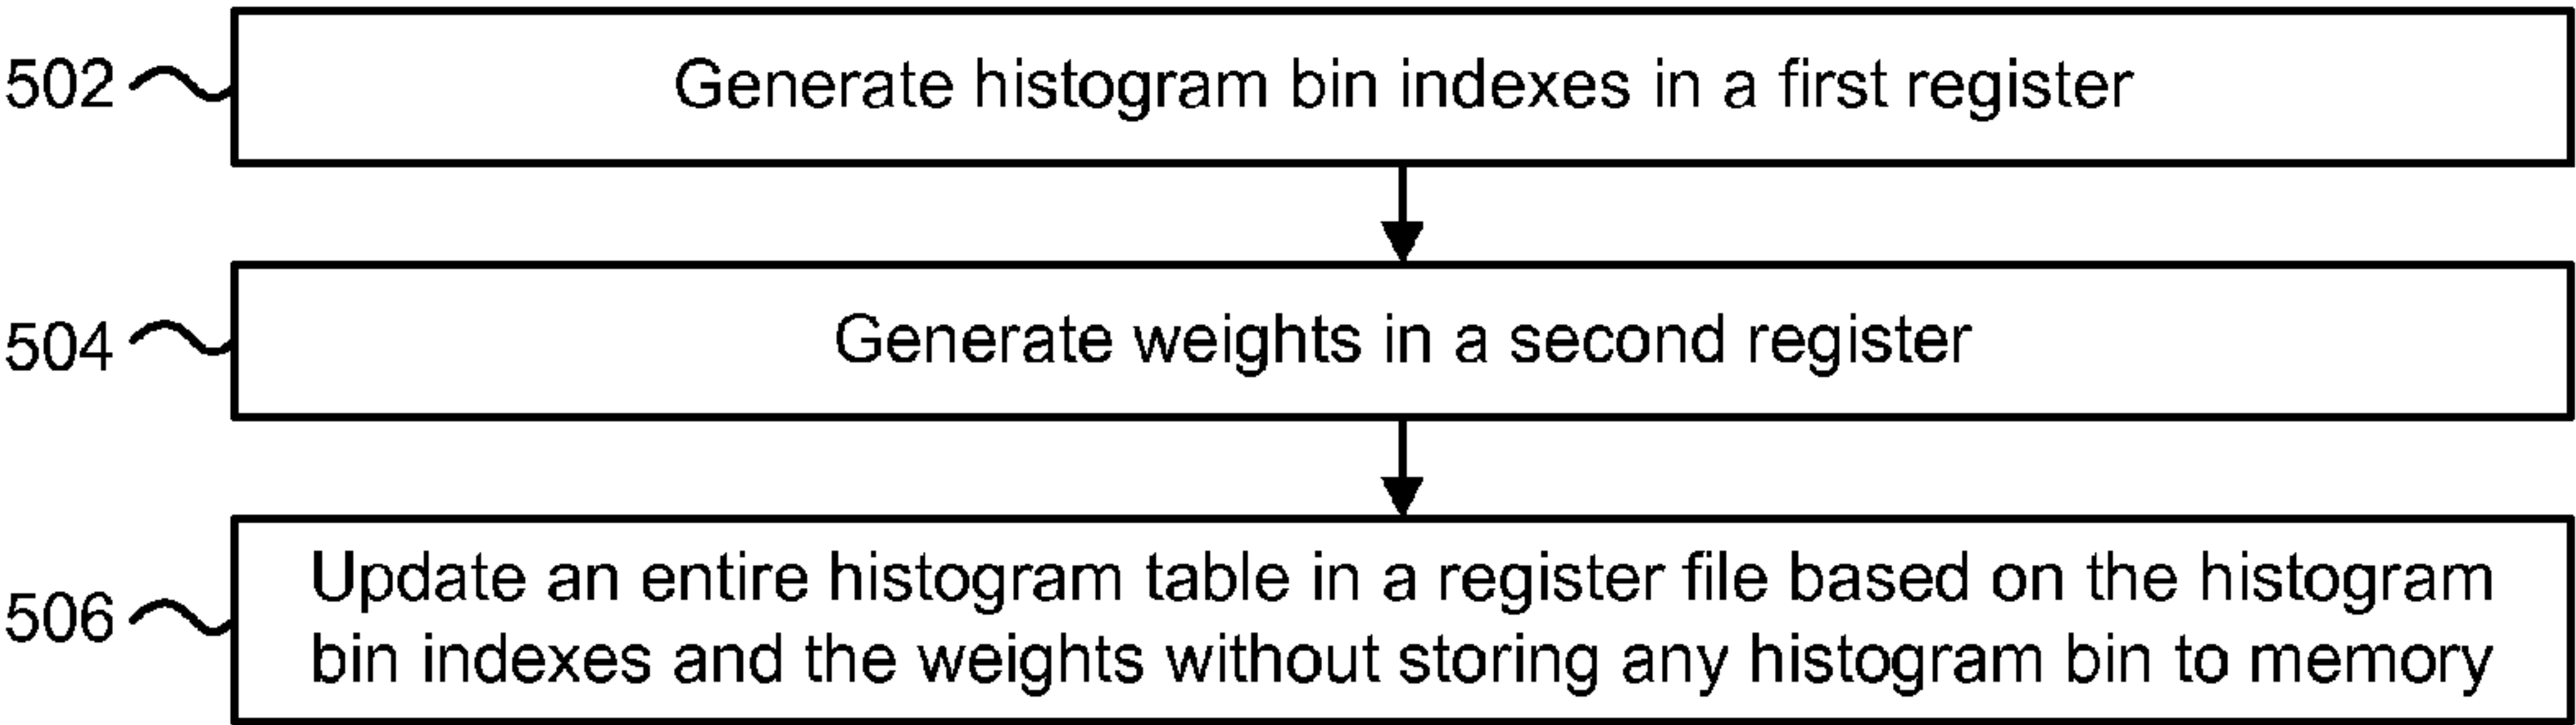 502
Generate histogram bin indexes in a first register
504
Generate weights in a second register
506
Update an entire histogram table in a register file based on the histogram
bin indexes and the weights without storing any histogram bin to memory